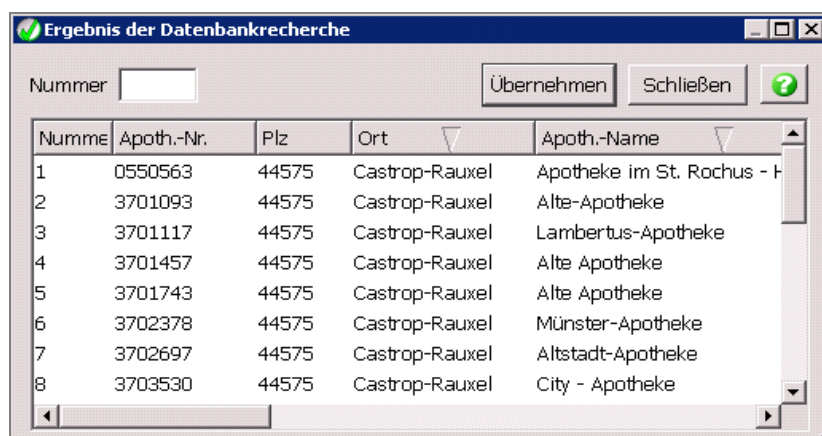 Ergebnis der Datenbankrecherche
Nummer Übernehmen Schließen ?
Numme Apoth.-Nr. Plz Ort Apoth.-Name
1 0550563 44575 Castrop-Rauxel Apotheke im St. Rochus - H
2 3701093 44575 Castrop-Rauxel Alte-Apotheke
3 3701117 44575 Castrop-Rauxel Lambertus-Apotheke
4 3701457 44575 Castrop-Rauxel Alte Apotheke
5 3701743 44575 Castrop-Rauxel Alte Apotheke
6 3702378 44575 Castrop-Rauxel Münster-Apotheke
7 3702697 44575 Castrop-Rauxel Altstadt-Apotheke
8 3703530 44575 Castrop-Rauxel City - Apotheke